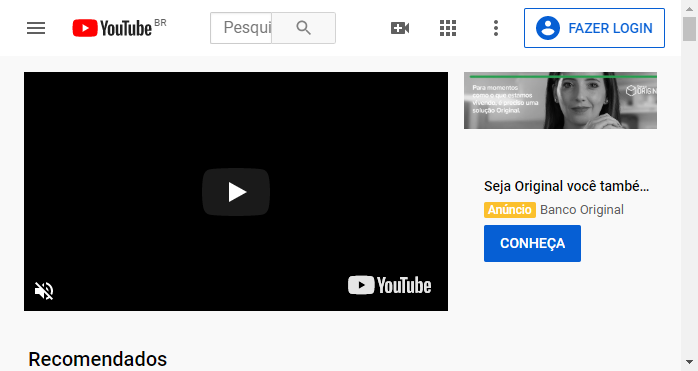 YouTube BR
Pesqui
FAZER LOGIN
Para momentos
como o que estamos
vivendo, é preciso uma
solução Original.
Seja Original você també...
Anúncio Banco Original
CONHEÇA
YouTube
Recomendados